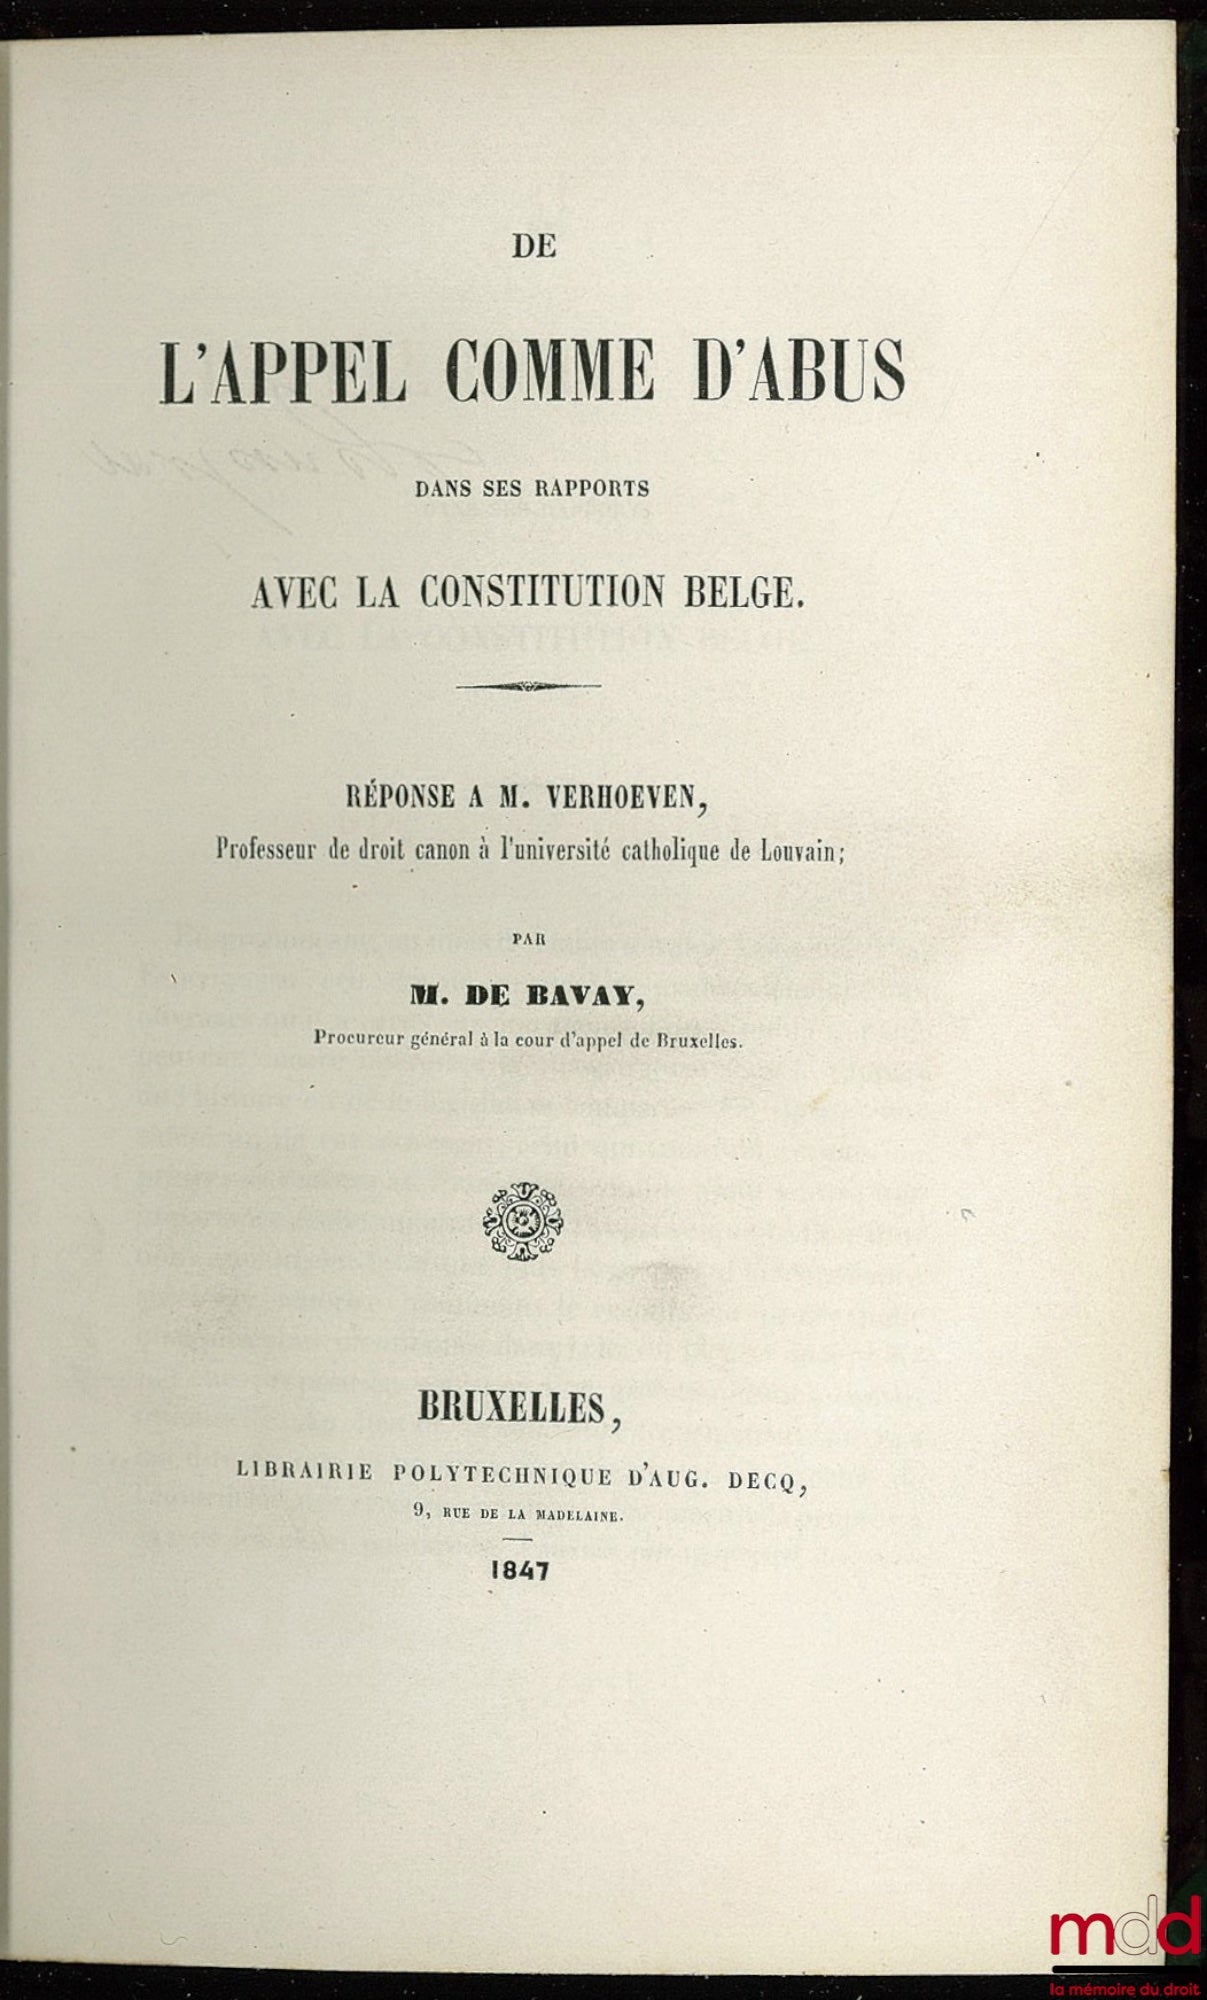 DE
L'APPEL COMME D'ABUS
DANS SES RAPPORTS
AVEC LA CONSTITUTION BELGE.
RÉPONSE A M. VERHOEVEN,
Professeur de droit canon à l'université catholique de Louvain;
PAR
M. DE BAVAY,
Procureur général à la cour d'appel de Bruxelles.
BRUXELLES,
LIBRAIRIE POLYTECHNIQUE D'AUG. DECQ,
9, RUE DE LA MADELAINE.
1847
mdd
la mémoire du droit